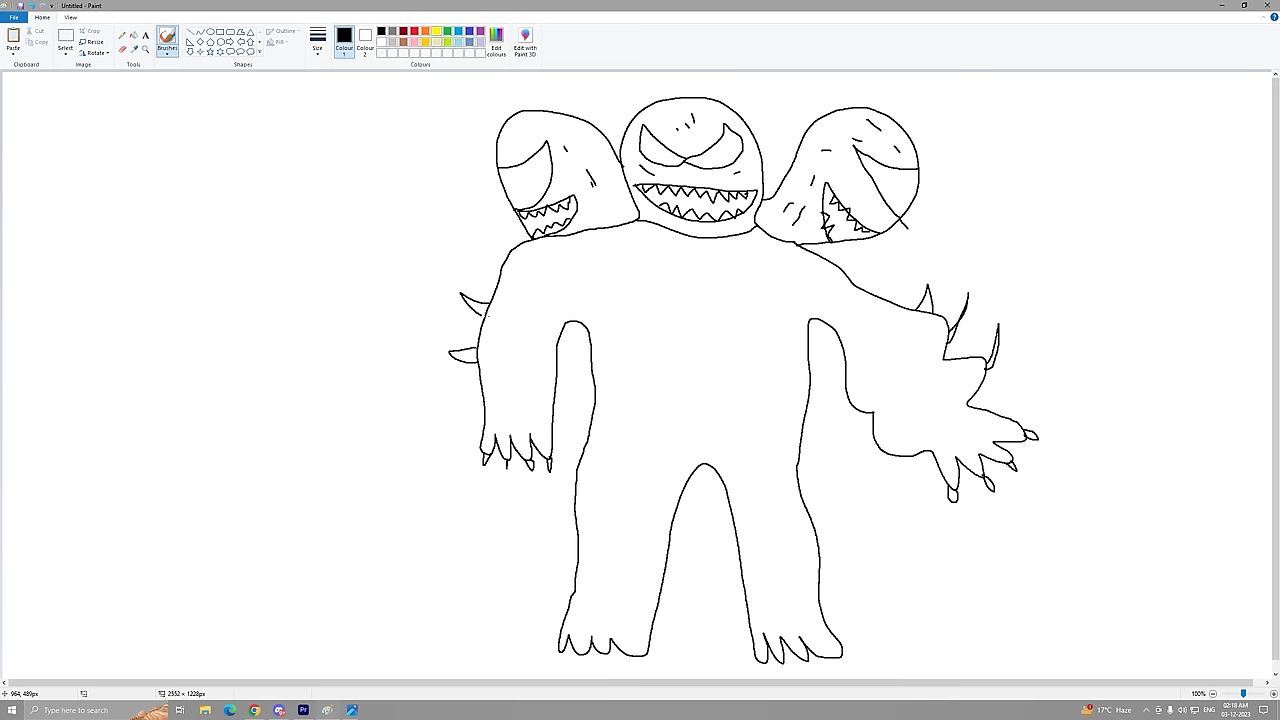 Untitled - Paint
File Home View
Paste Cut Copy
Clipboard
Select Crop Resize Rotate
Image
Tools
Brushes
Shapes
Outline Fill
Size
Colour 1 Colour 2
Edit colours
Colours
Edit with Paint 3D
964, 489px 2552 × 1228px 100%
Type here to search
17°C Haze ENG 02:18 AM
03-12-2023